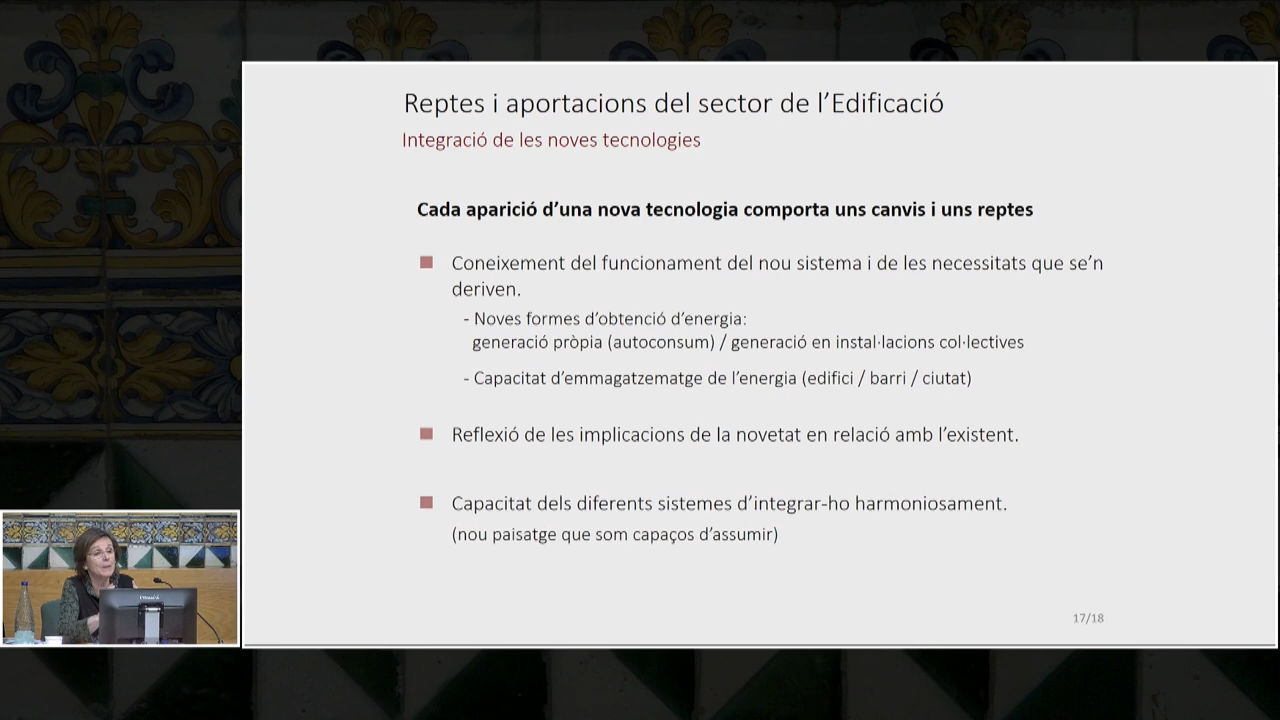 Reptes i aportacions del sector de l’Edificació
Integració de les noves tecnologies
Cada aparició d’una nova tecnologia comporta uns canvis i uns reptes
Coneixement del funcionament del nou sistema i de les necessitats que se’n
deriven.
- Noves formes d’obtenció d’energia:
generació pròpia (autoconsum) / generació en instal·lacions col·lectives
- Capacitat d’emmagatzematge de l’energia (edifici / barri / ciutat)
Reflexió de les implicacions de la novetat en relació amb l’existent.
Capacitat dels diferents sistemes d’integrar-ho harmoniosament.
(nou paisatge que som capaços d’assumir)
17/18